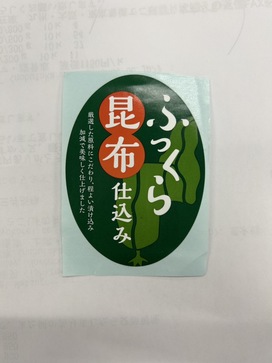 ふっくら
昆布仕込み
厳選した原料にこだわり、程よい漬け込み
加減で美味しく仕上げました